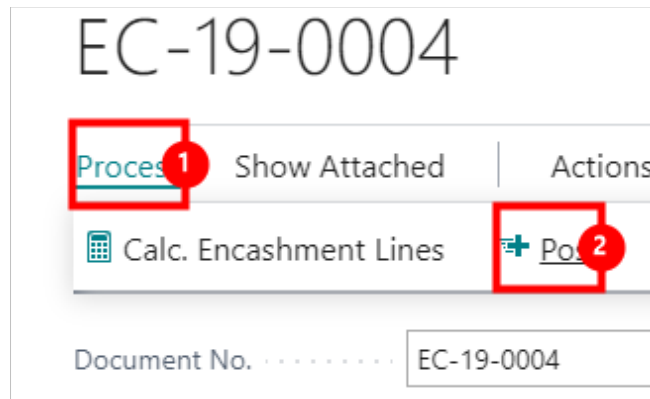 EC-19-0004
Proces 1 Show Attached Actions
Calc. Encashment Lines Pos 2
Document No. EC-19-0004